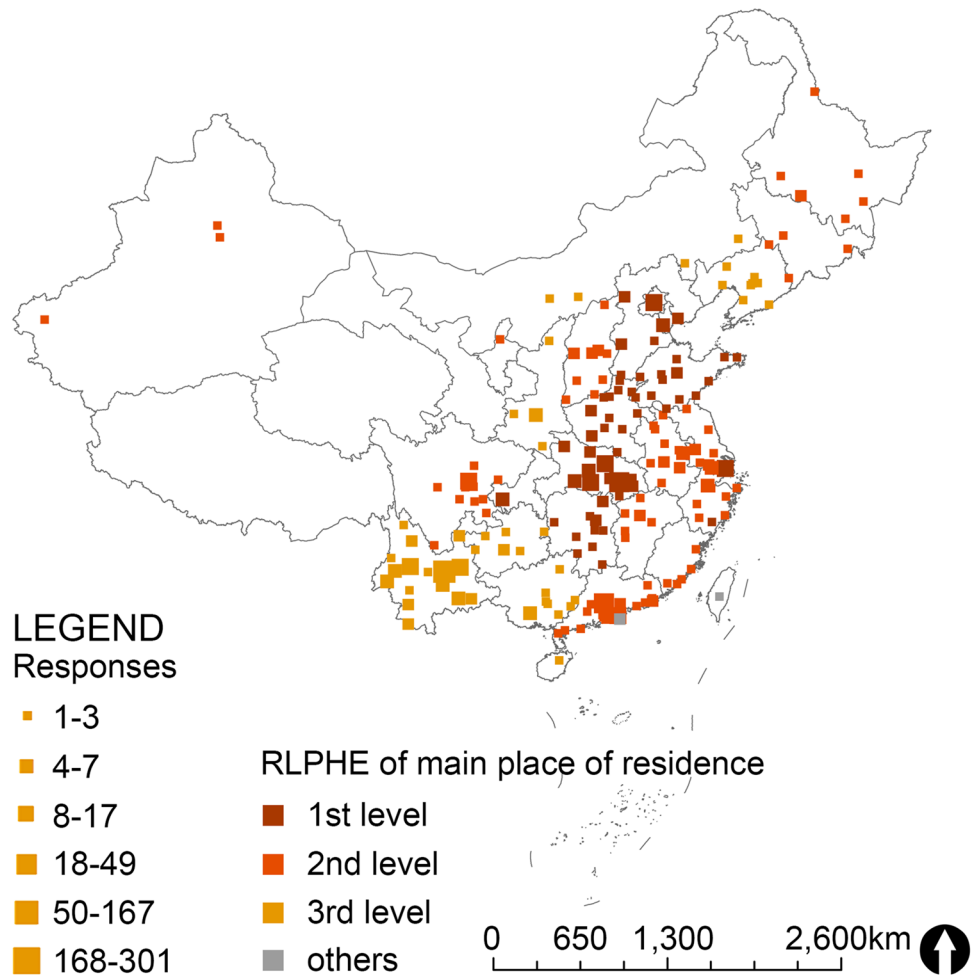 LEGEND
Responses
1-3
4-7
8-17
18-49
50-167
168-301
RLPHE of main place of residence
1st level
2nd level
3rd level
others
0 650 1,300 2,600km